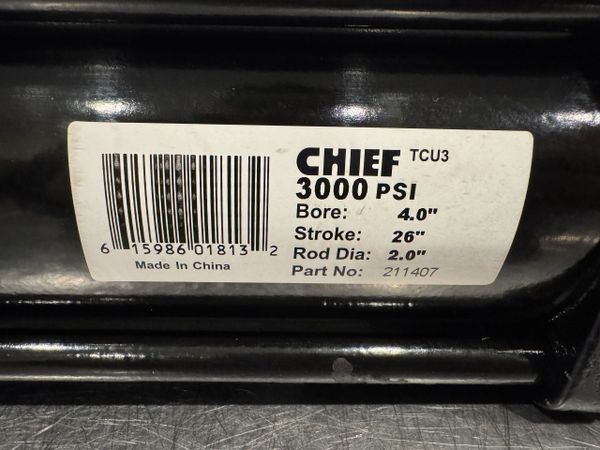 CHIEF TCU3
3000 PSI
Bore: 4.0"
Stroke: 26"
Rod Dia: 2.0"
Part No: 211407
6 15986 01813 2
Made In China